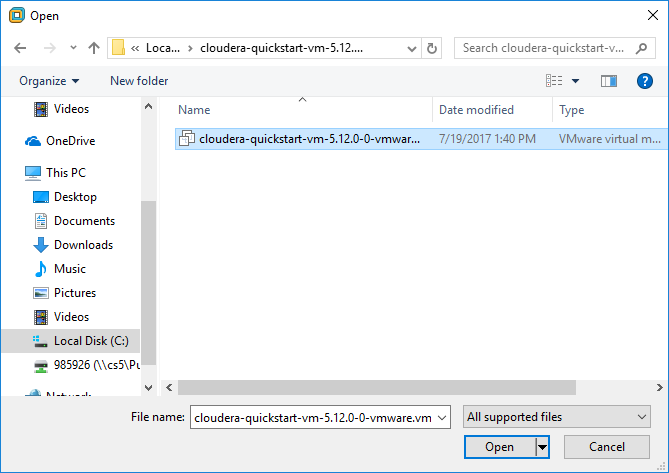 Open
« Loca... › cloudera-quickstart-vm-5.12....
Search cloudera-quickstart-v...
Organize
New folder
?
Name
Date modified
Type
cloudera-quickstart-vm-5.12.0-0-vmwar...
7/19/2017 1:40 PM
VMware virtual m...
Videos
OneDrive
This PC
Desktop
Documents
Downloads
Music
Pictures
Videos
Local Disk (C:)
985926 (\\cs5\Pu
Network
File name:
cloudera-quickstart-vm-5.12.0-0-vmware.vm
All supported files
Open
Cancel